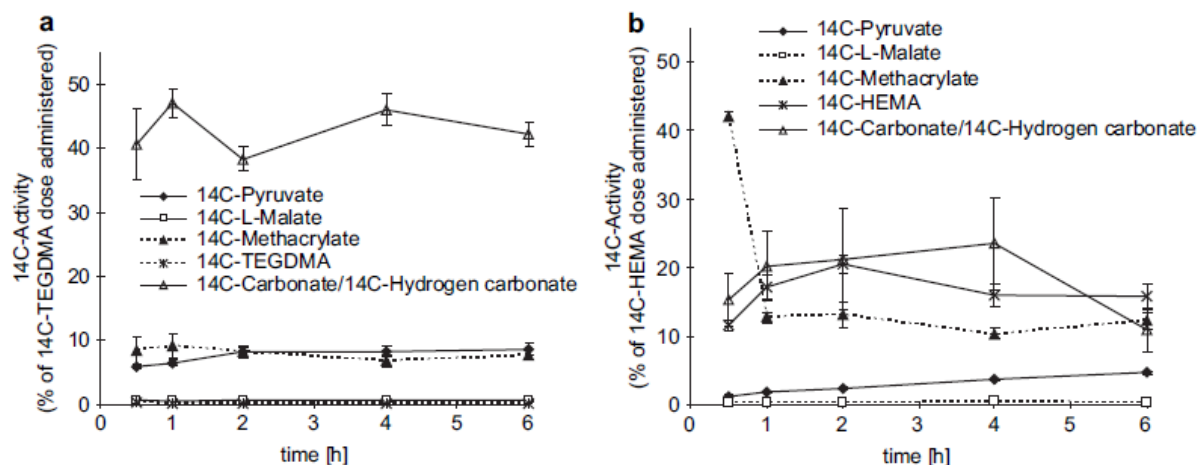 a
14C-Activity
(% of 14C-TEGDMA dose administered)
60
50
40
30
20
10
0
14C-Pyruvate
14C-L-Malate
14C-Methacrylate
14C-TEGDMA
14C-Carbonate/14C-Hydrogen carbonate
0 1 2 3 4 5 6
time [h]
b
14C-Activity
(% of 14C-HEMA dose administered)
60
50
40
30
20
10
0
14C-Pyruvate
14C-L-Malate
14C-Methacrylate
14C-HEMA
14C-Carbonate/14C-Hydrogen carbonate
0 1 2 3 4 5 6
time [h]